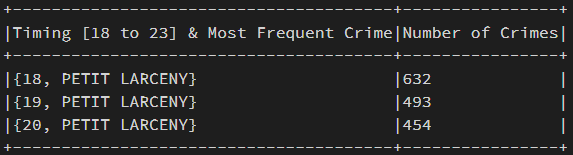 +------------------------------------+----------------+
|Timing [18 to 23] & Most Frequent Crime|Number of Crimes|
+------------------------------------+----------------+
|{18, PETIT LARCENY}                    |632             |
|{19, PETIT LARCENY}                    |493             |
|{20, PETIT LARCENY}                    |454             |
+------------------------------------+----------------+